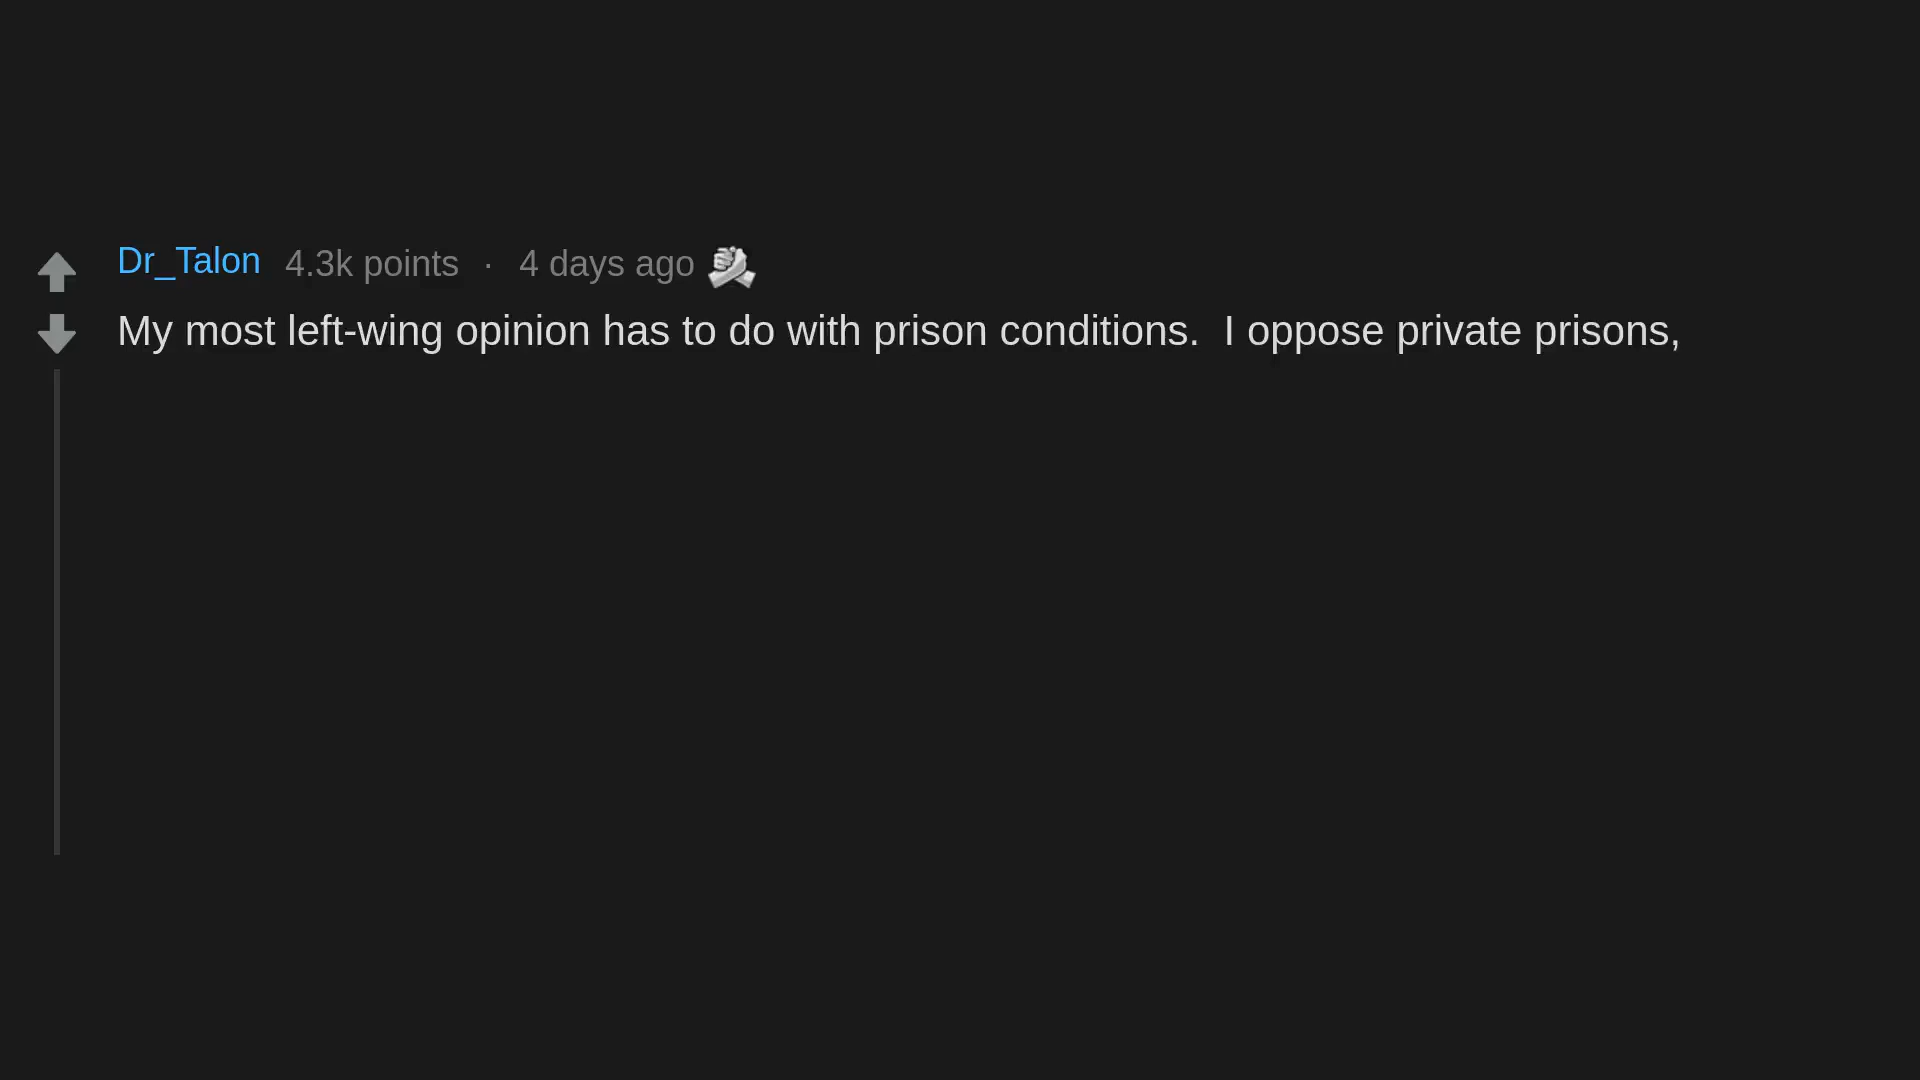 Dr_Talon 4.3k points · 4 days ago
My most left-wing opinion has to do with prison conditions.  I oppose private prisons,